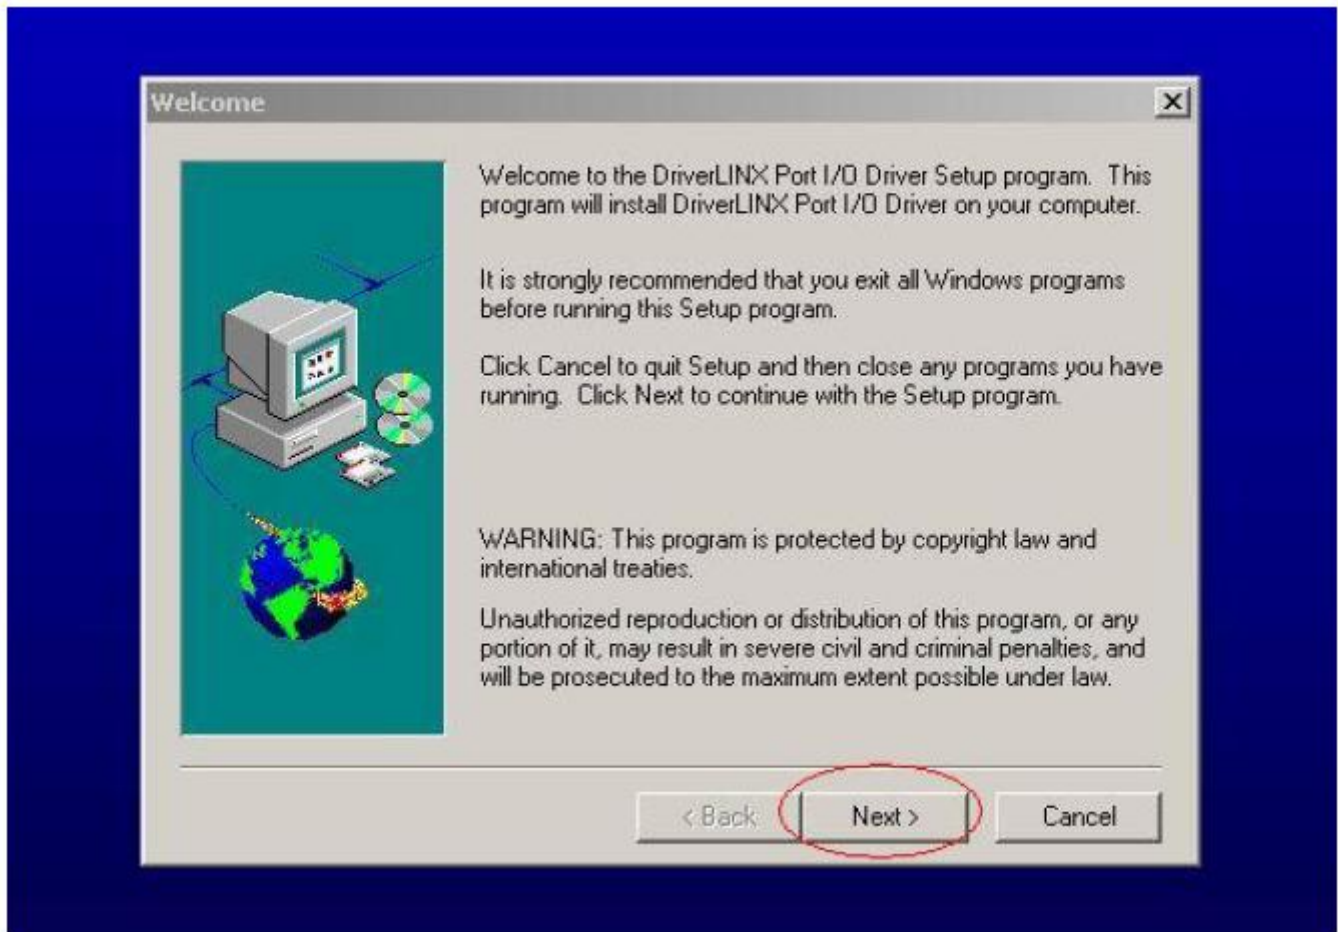 Welcome
Welcome to the DriverLINX Port I/O Driver Setup program.  This
program will install DriverLINX Port I/O Driver on your computer.
It is strongly recommended that you exit all Windows programs
before running this Setup program.
Click Cancel to quit Setup and then close any programs you have
running.  Click Next to continue with the Setup program.
WARNING: This program is protected by copyright law and
international treaties.
Unauthorized reproduction or distribution of this program, or any
portion of it, may result in severe civil and criminal penalties, and
will be prosecuted to the maximum extent possible under law.
< Back Next > Cancel